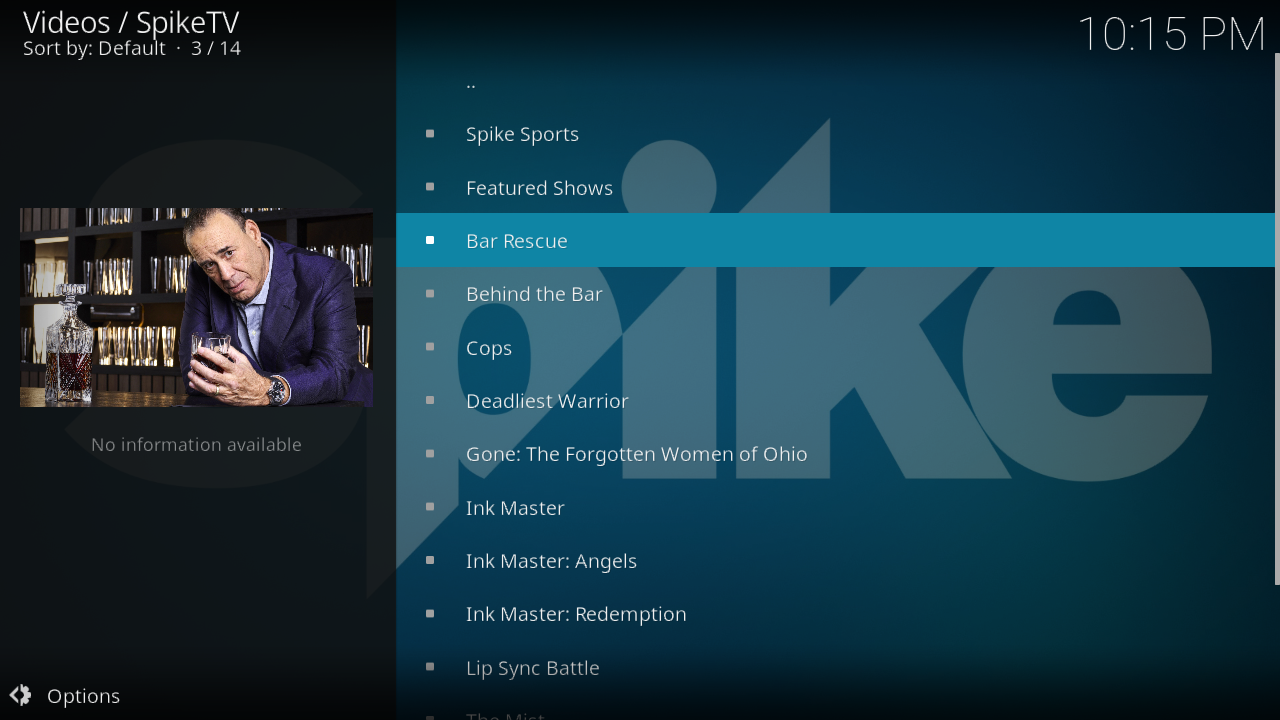 Videos / SpikeTV
Sort by: Default · 3 / 14
10:15 PM
..
Spike Sports
Featured Shows
Bar Rescue
Behind the Bar
Cops
Deadliest Warrior
Gone: The Forgotten Women of Ohio
Ink Master
Ink Master: Angels
Ink Master: Redemption
Lip Sync Battle
The Mist
No information available
Options
Spike